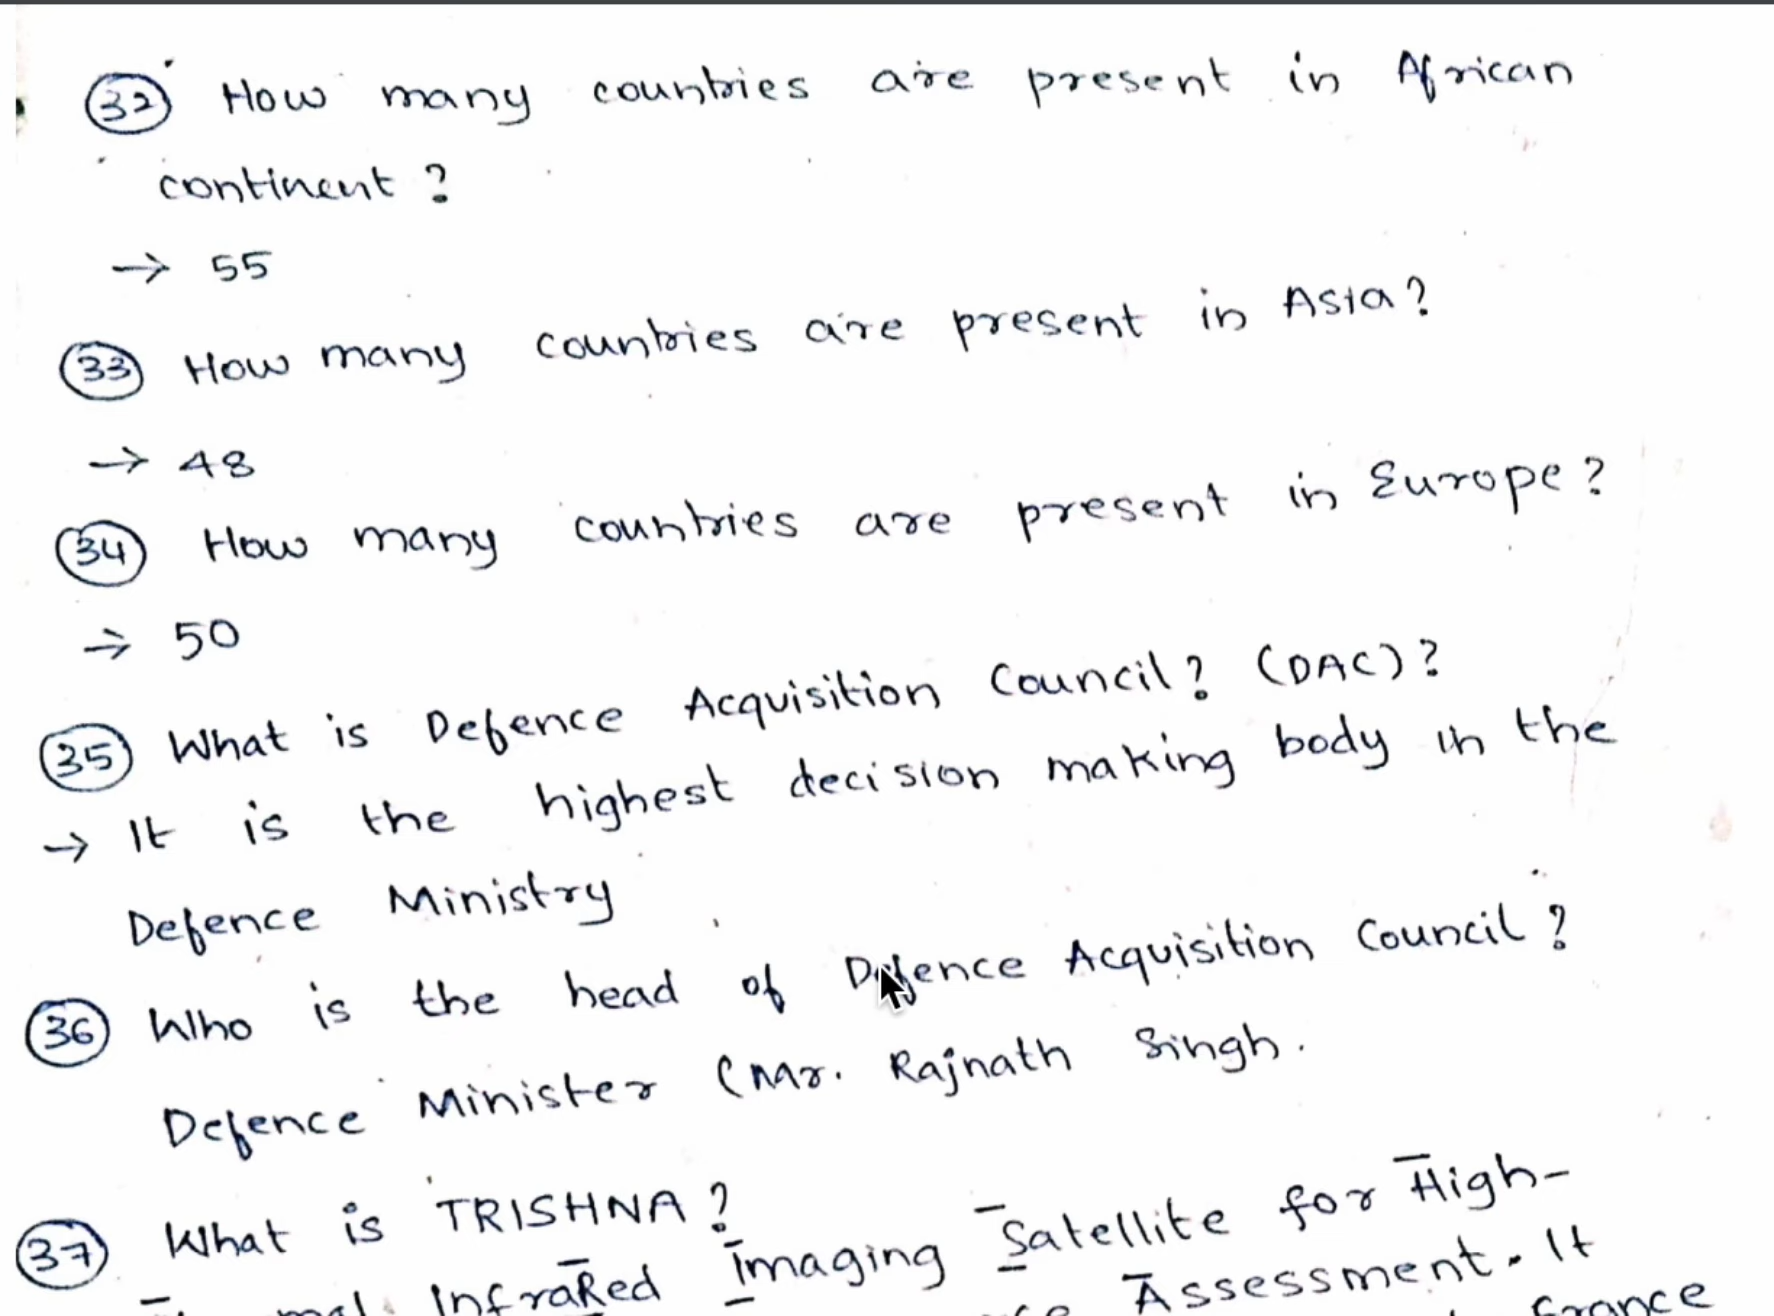 32 How many countries are present in African
continent ?
→ 55
33 How many countries are present in Asia?
→ 48
34 How many countries are present in Europe?
→ 50
35 What is Defence Acquisition Council? (DAC)?
→ It is the highest decision making body in the
Defence Ministry
36 Who is the head of Defence Acquisition Council?
Defence Minister (Mr. Rajnath Singh.
37 What is TRISHNA?
InfraRed Imaging Satellite for High-
Assessment. It